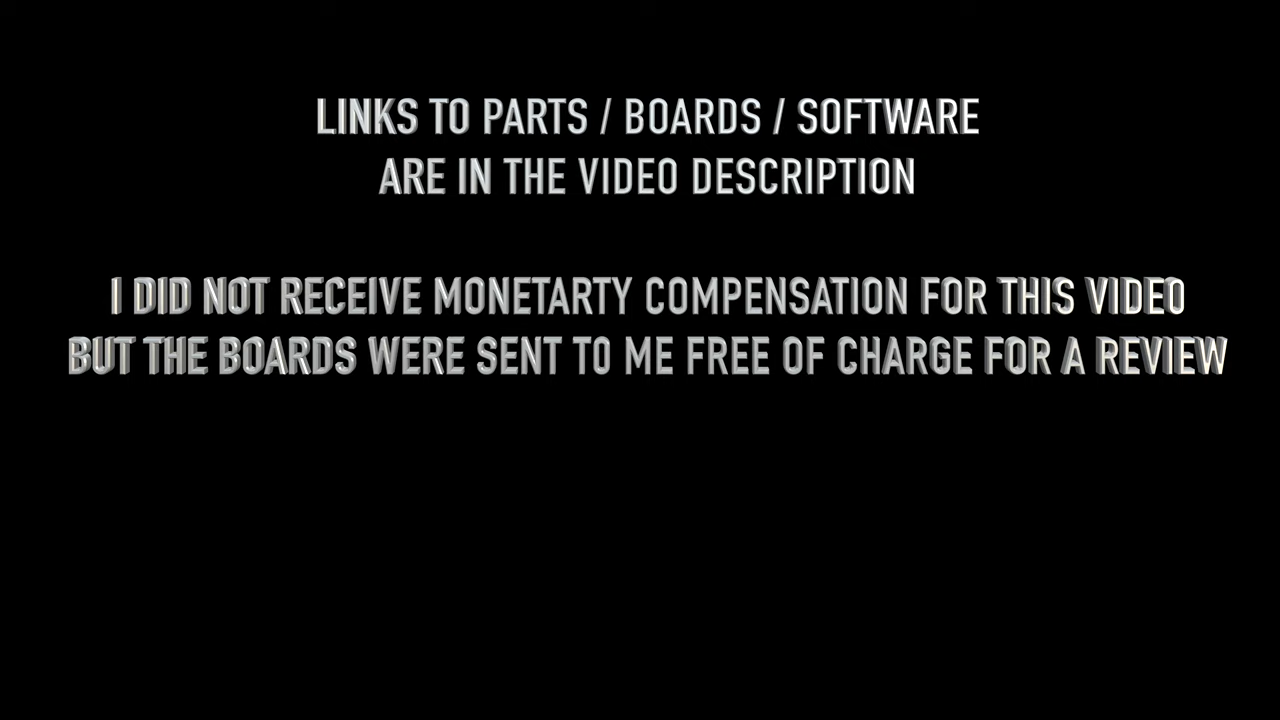 LINKS TO PARTS / BOARDS / SOFTWARE
ARE IN THE VIDEO DESCRIPTION
I DID NOT RECEIVE MONETARTY COMPENSATION FOR THIS VIDEO
BUT THE BOARDS WERE SENT TO ME FREE OF CHARGE FOR A REVIEW